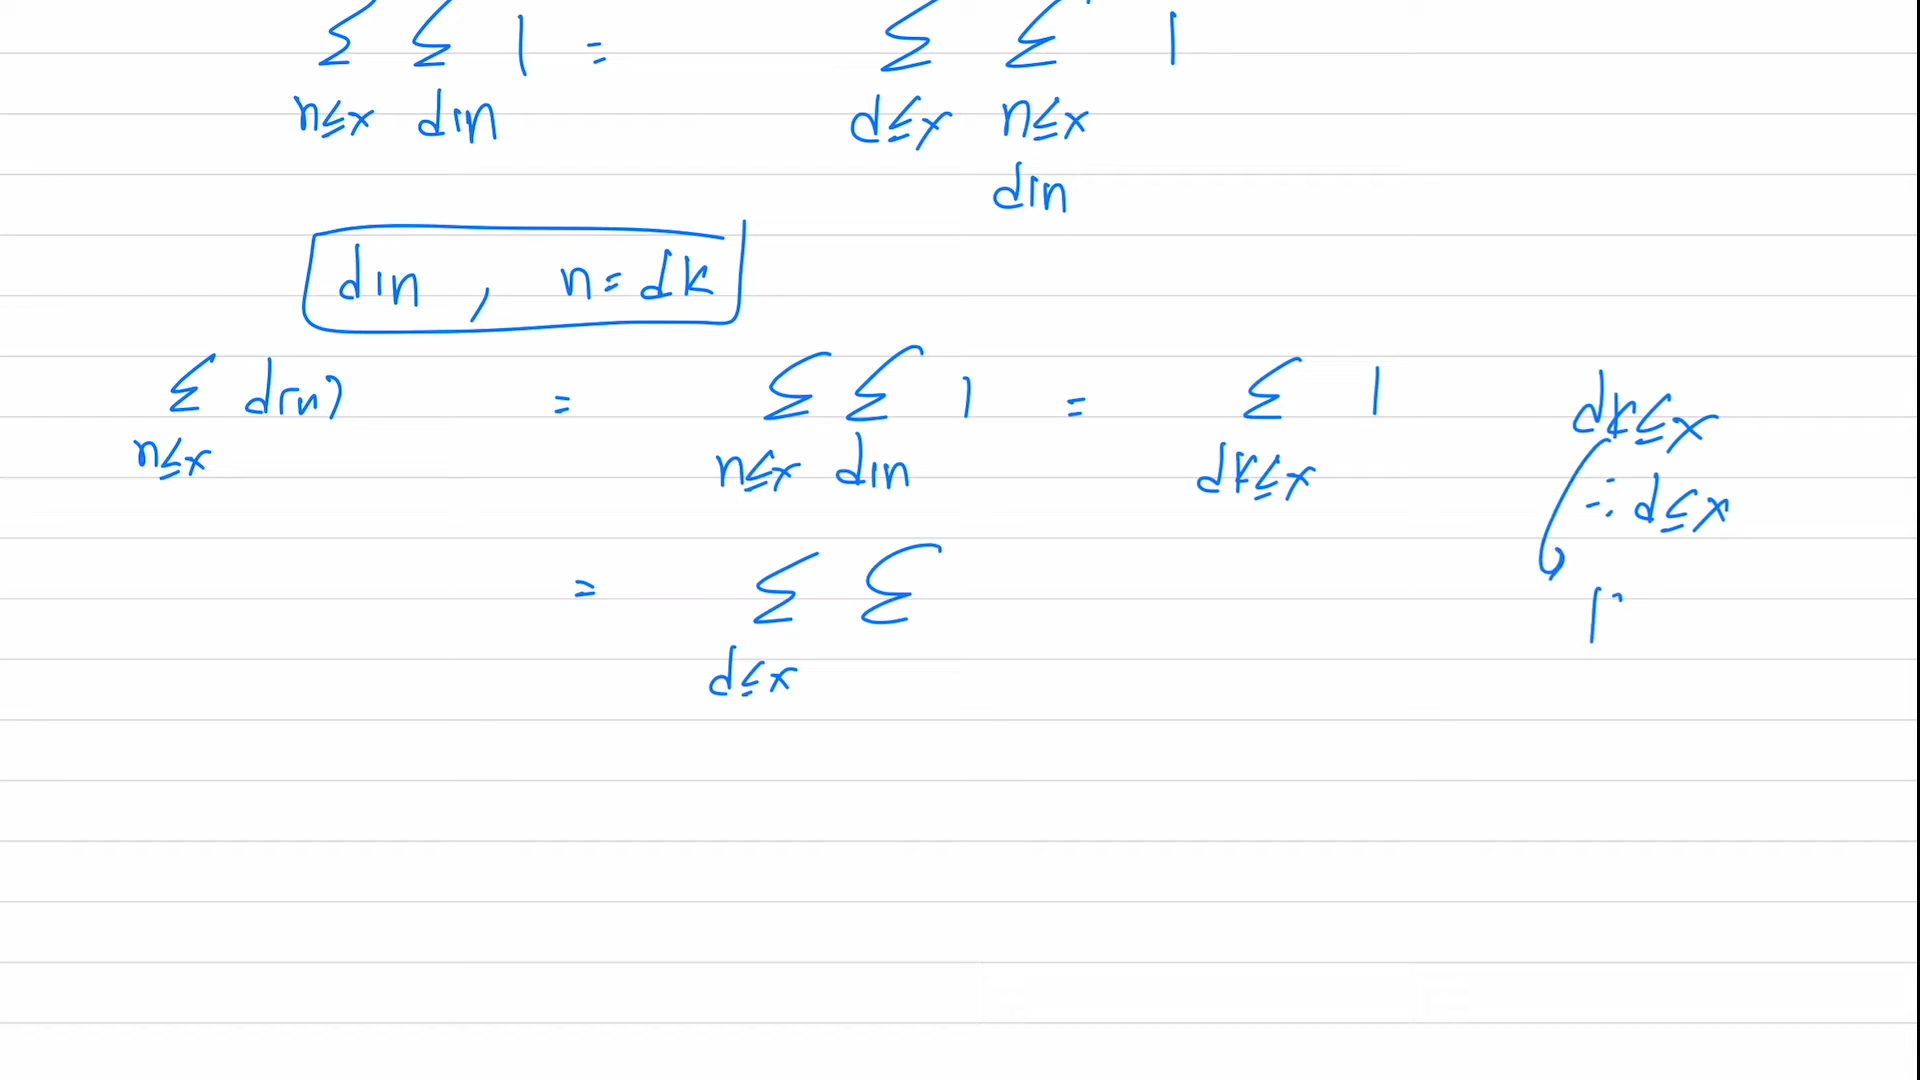 Σ Σ 1 = Σ Σ 1
n≤x d|n d≤x n≤x
d|n
d|n , n=dk
Σ d(n) = Σ Σ 1 = Σ 1 dk≤x
n≤x n≤x d|n dk≤x
∴ d≤x
= Σ Σ
d≤x